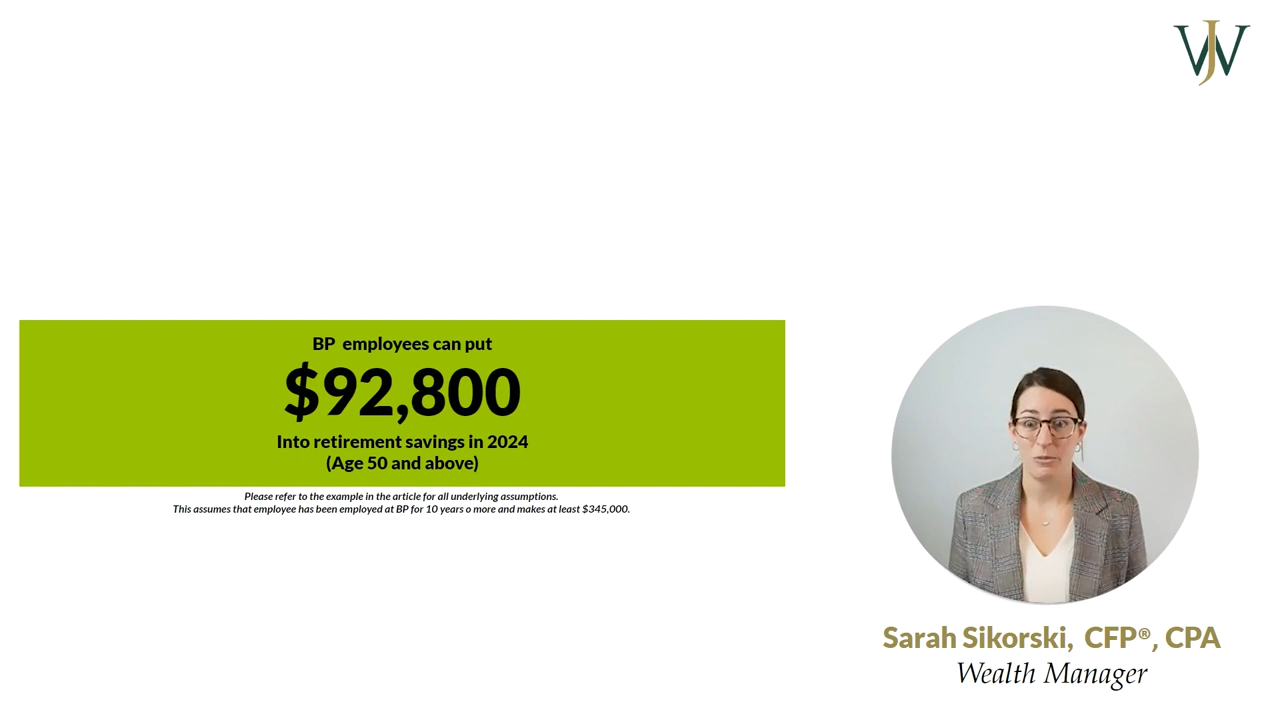 WJ
BP employees can put
$92,800
Into retirement savings in 2024
(Age 50 and above)
Please refer to the example in the article for all underlying assumptions.
This assumes that employee has been employed at BP for 10 years o more and makes at least $345,000.
Sarah Sikorski, CFP®, CPA
Wealth Manager